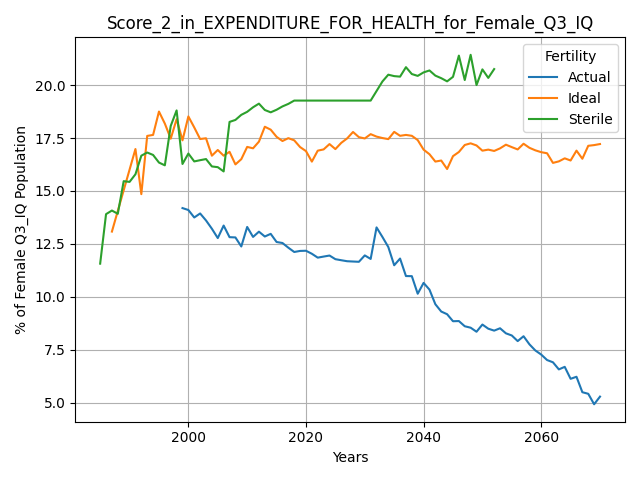 Score_2_in_EXPENDITURE_FOR_HEALTH_for_Female_Q3_IQ
% of Female Q3_IQ Population
20.0
17.5
15.0
12.5
10.0
7.5
5.0
Fertility
Actual
Ideal
Sterile
2000
2020
2040
2060
Years